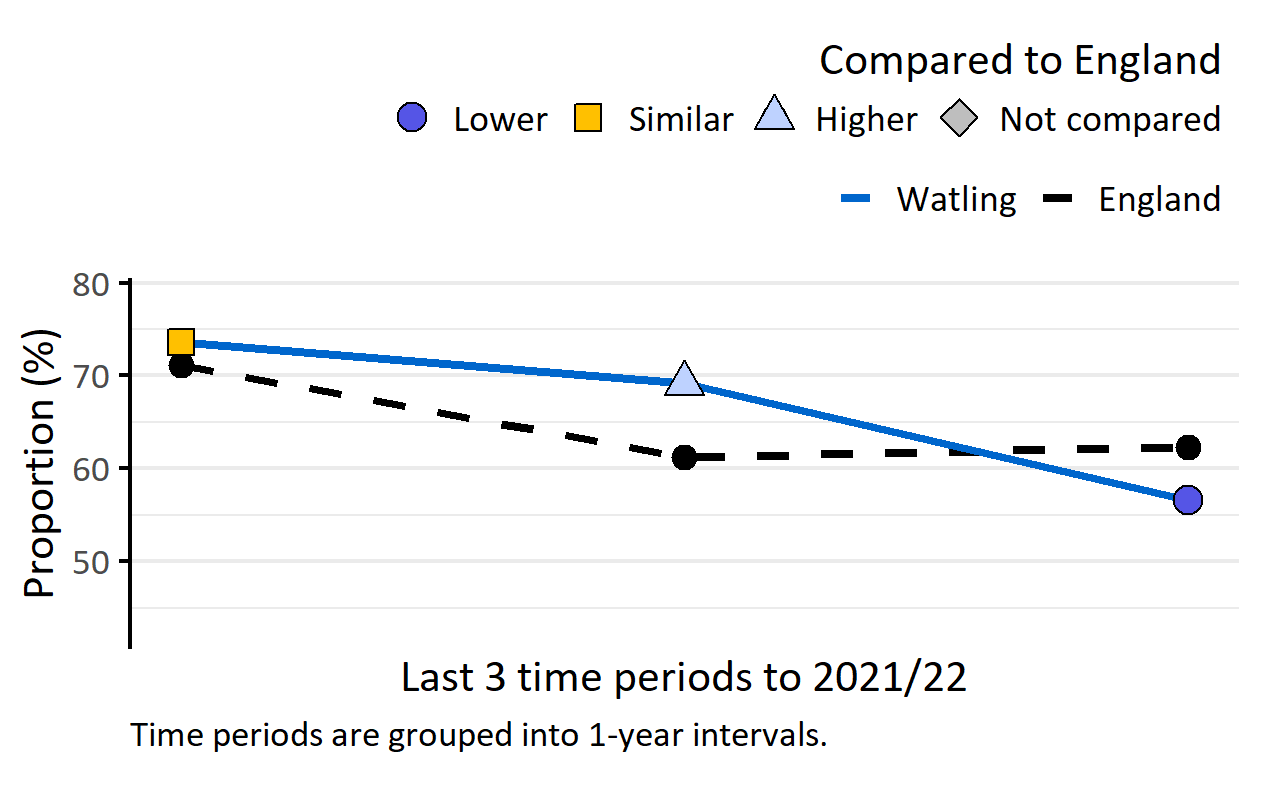 Compared to England
Lower Similar Higher Not compared
Watling England
80
70
60
50
Proportion (%)
Last 3 time periods to 2021/22
Time periods are grouped into 1-year intervals.